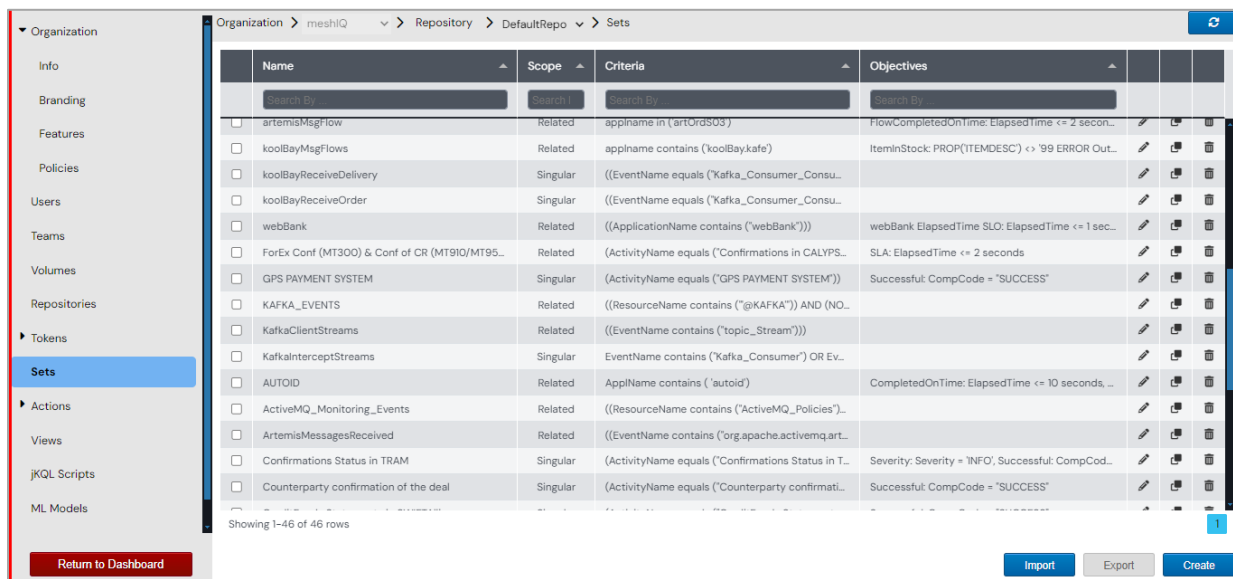 Organization
Info
Branding
Features
Policies
Users
Teams
Volumes
Repositories
Tokens
Sets
Actions
Views
jKQL Scripts
ML Models
Return to Dashboard
Organization > meshIQ > Repository > DefaultRepo > Sets
Name Scope Criteria Objectives
Search By ... Search Search By ... Search By ...
artemisMsgFlow Related applname in ('artOrdS03') FlowCompletedOnTime: ElapsedTime <= 2 secon...
koolBayMsgFlows Related applname contains ('koolBay.kafe') ItemInStock: PROP('ITEMDESC') <> '99 ERROR Out...
koolBayReceiveDelivery Singular ((EventName equals ("Kafka_Consumer_Consu...
koolBayReceiveOrder Singular ((EventName equals ("Kafka_Consumer_Consu...
webBank Related ((ApplicationName contains ("webBank"))) webBank ElapsedTime SLO: ElapsedTime <= 1 sec...
ForEx Conf (MT300) & Conf of CR (MT910/MT95... Related (ActivityName equals ("Confirmations in CALYPS... SLA: ElapsedTime <= 2 seconds
GPS PAYMENT SYSTEM Singular (ActivityName equals ("GPS PAYMENT SYSTEM")) Successful: CompCode = "SUCCESS"
KAFKA_EVENTS Related ((ResourceName contains ("@KAFKA")) AND (NO...
KafkaClientStreams Related ((EventName contains ("topic_Stream")))
KafkaInterceptStreams Singular EventName contains ("Kafka_Consumer") OR Ev...
AUTOID Related ApplName contains ( 'autoid') CompletedOnTime: ElapsedTime <= 10 seconds, ...
ActiveMQ_Monitoring_Events Related ((ResourceName contains ("ActiveMQ_Policies")...
ArtemisMessagesReceived Related ((EventName contains ("org.apache.activemq.art...
Confirmations Status in TRAM Singular (ActivityName equals ("Confirmations Status in T... Severity: Severity = 'INFO', Successful: CompCod...
Counterparty confirmation of the deal Singular (ActivityName equals ("Counterparty confirmati... Successful: CompCode = "SUCCESS"
Showing 1-46 of 46 rows
1
Import Export Create